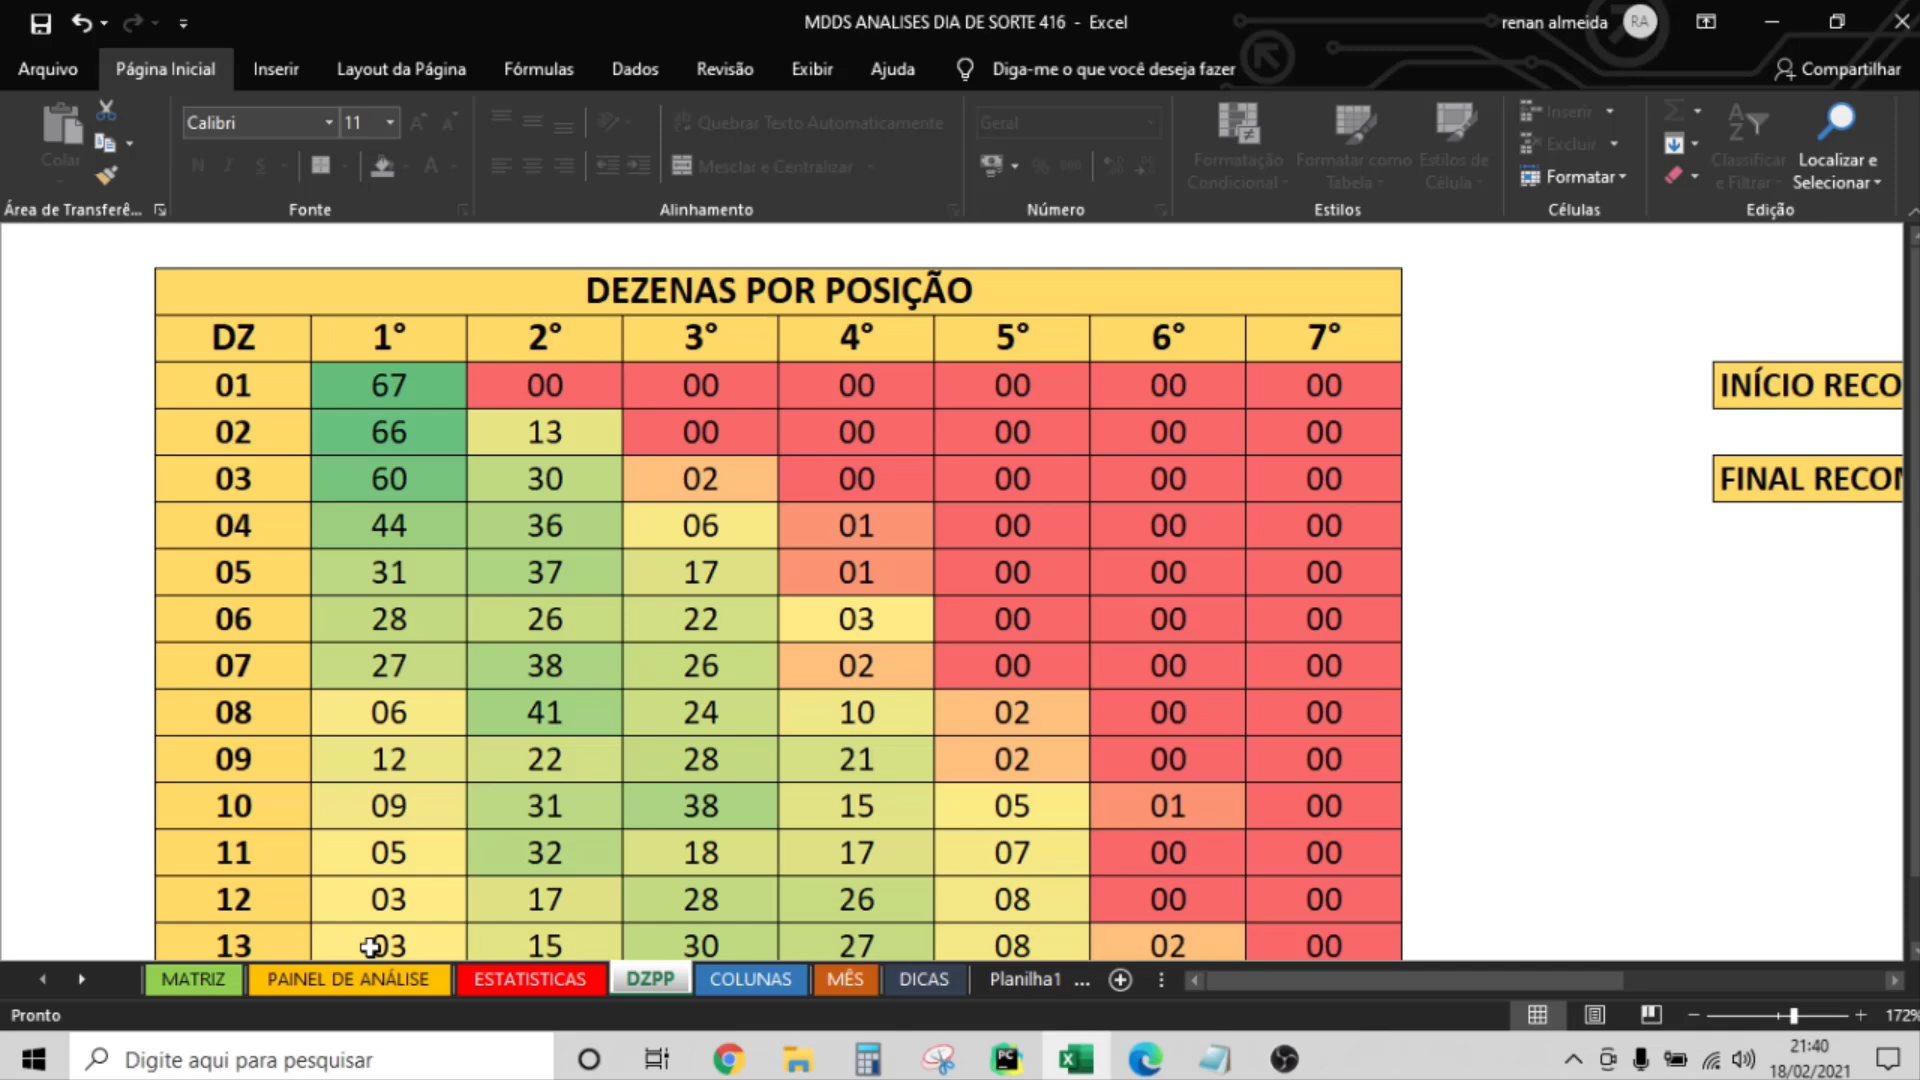 MDDS ANALISES DIA DE SORTE 416 - Excel
renan almeida RA
Arquivo Página Inicial Inserir Layout da Página Fórmulas Dados Revisão Exibir Ajuda Diga-me o que você deseja fazer Compartilhar
Colar
Calibri 11
Quebrar Texto Automaticamente
Mesclar e Centralizar
Geral
Formatação Condicional
Formatar como Tabela
Estilos de Célula
Inserir
Excluir
Formatar
Classificar e Filtrar
Localizar e Selecionar
Área de Transferê... Fonte Alinhamento Número Estilos Células Edição
DEZENAS POR POSIÇÃO
DZ 1° 2° 3° 4° 5° 6° 7°
01 67 00 00 00 00 00 00
INÍCIO RECO
02 66 13 00 00 00 00 00
03 60 30 02 00 00 00 00
FINAL RECO
04 44 36 06 01 00 00 00
05 31 37 17 01 00 00 00
06 28 26 22 03 00 00 00
07 27 38 26 02 00 00 00
08 06 41 24 10 02 00 00
09 12 22 28 21 02 00 00
10 09 31 38 15 05 01 00
11 05 32 18 17 07 00 00
12 03 17 28 26 08 00 00
13 03 15 30 27 08 02 00
MATRIZ PAINEL DE ANÁLISE ESTATISTICAS DZPP COLUNAS MÊS DICAS Planilha1 ...
Pronto
172%
Digite aqui para pesquisar
21:40
18/02/2021